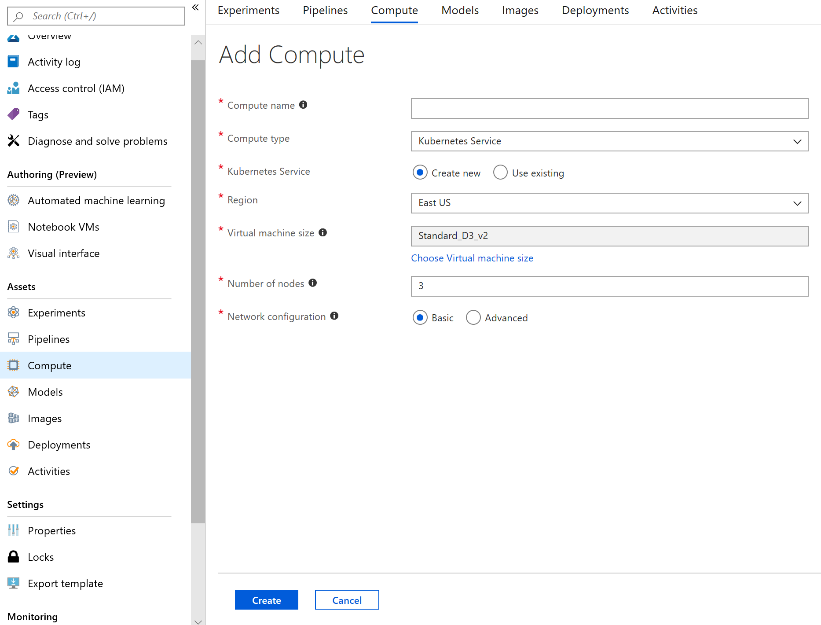 Search (Ctrl+/)
«
Overview
Activity log
Access control (IAM)
Tags
Diagnose and solve problems
Authoring (Preview)
Automated machine learning
Notebook VMs
Visual interface
Assets
Experiments
Pipelines
Compute
Models
Images
Deployments
Activities
Settings
Properties
Locks
Export template
Monitoring
Experiments Pipelines Compute Models Images Deployments Activities
Add Compute
* Compute name
* Compute type Kubernetes Service
* Kubernetes Service Create new Use existing
* Region East US
* Virtual machine size Standard_D3_v2
Choose Virtual machine size
* Number of nodes 3
* Network configuration Basic Advanced
Create Cancel